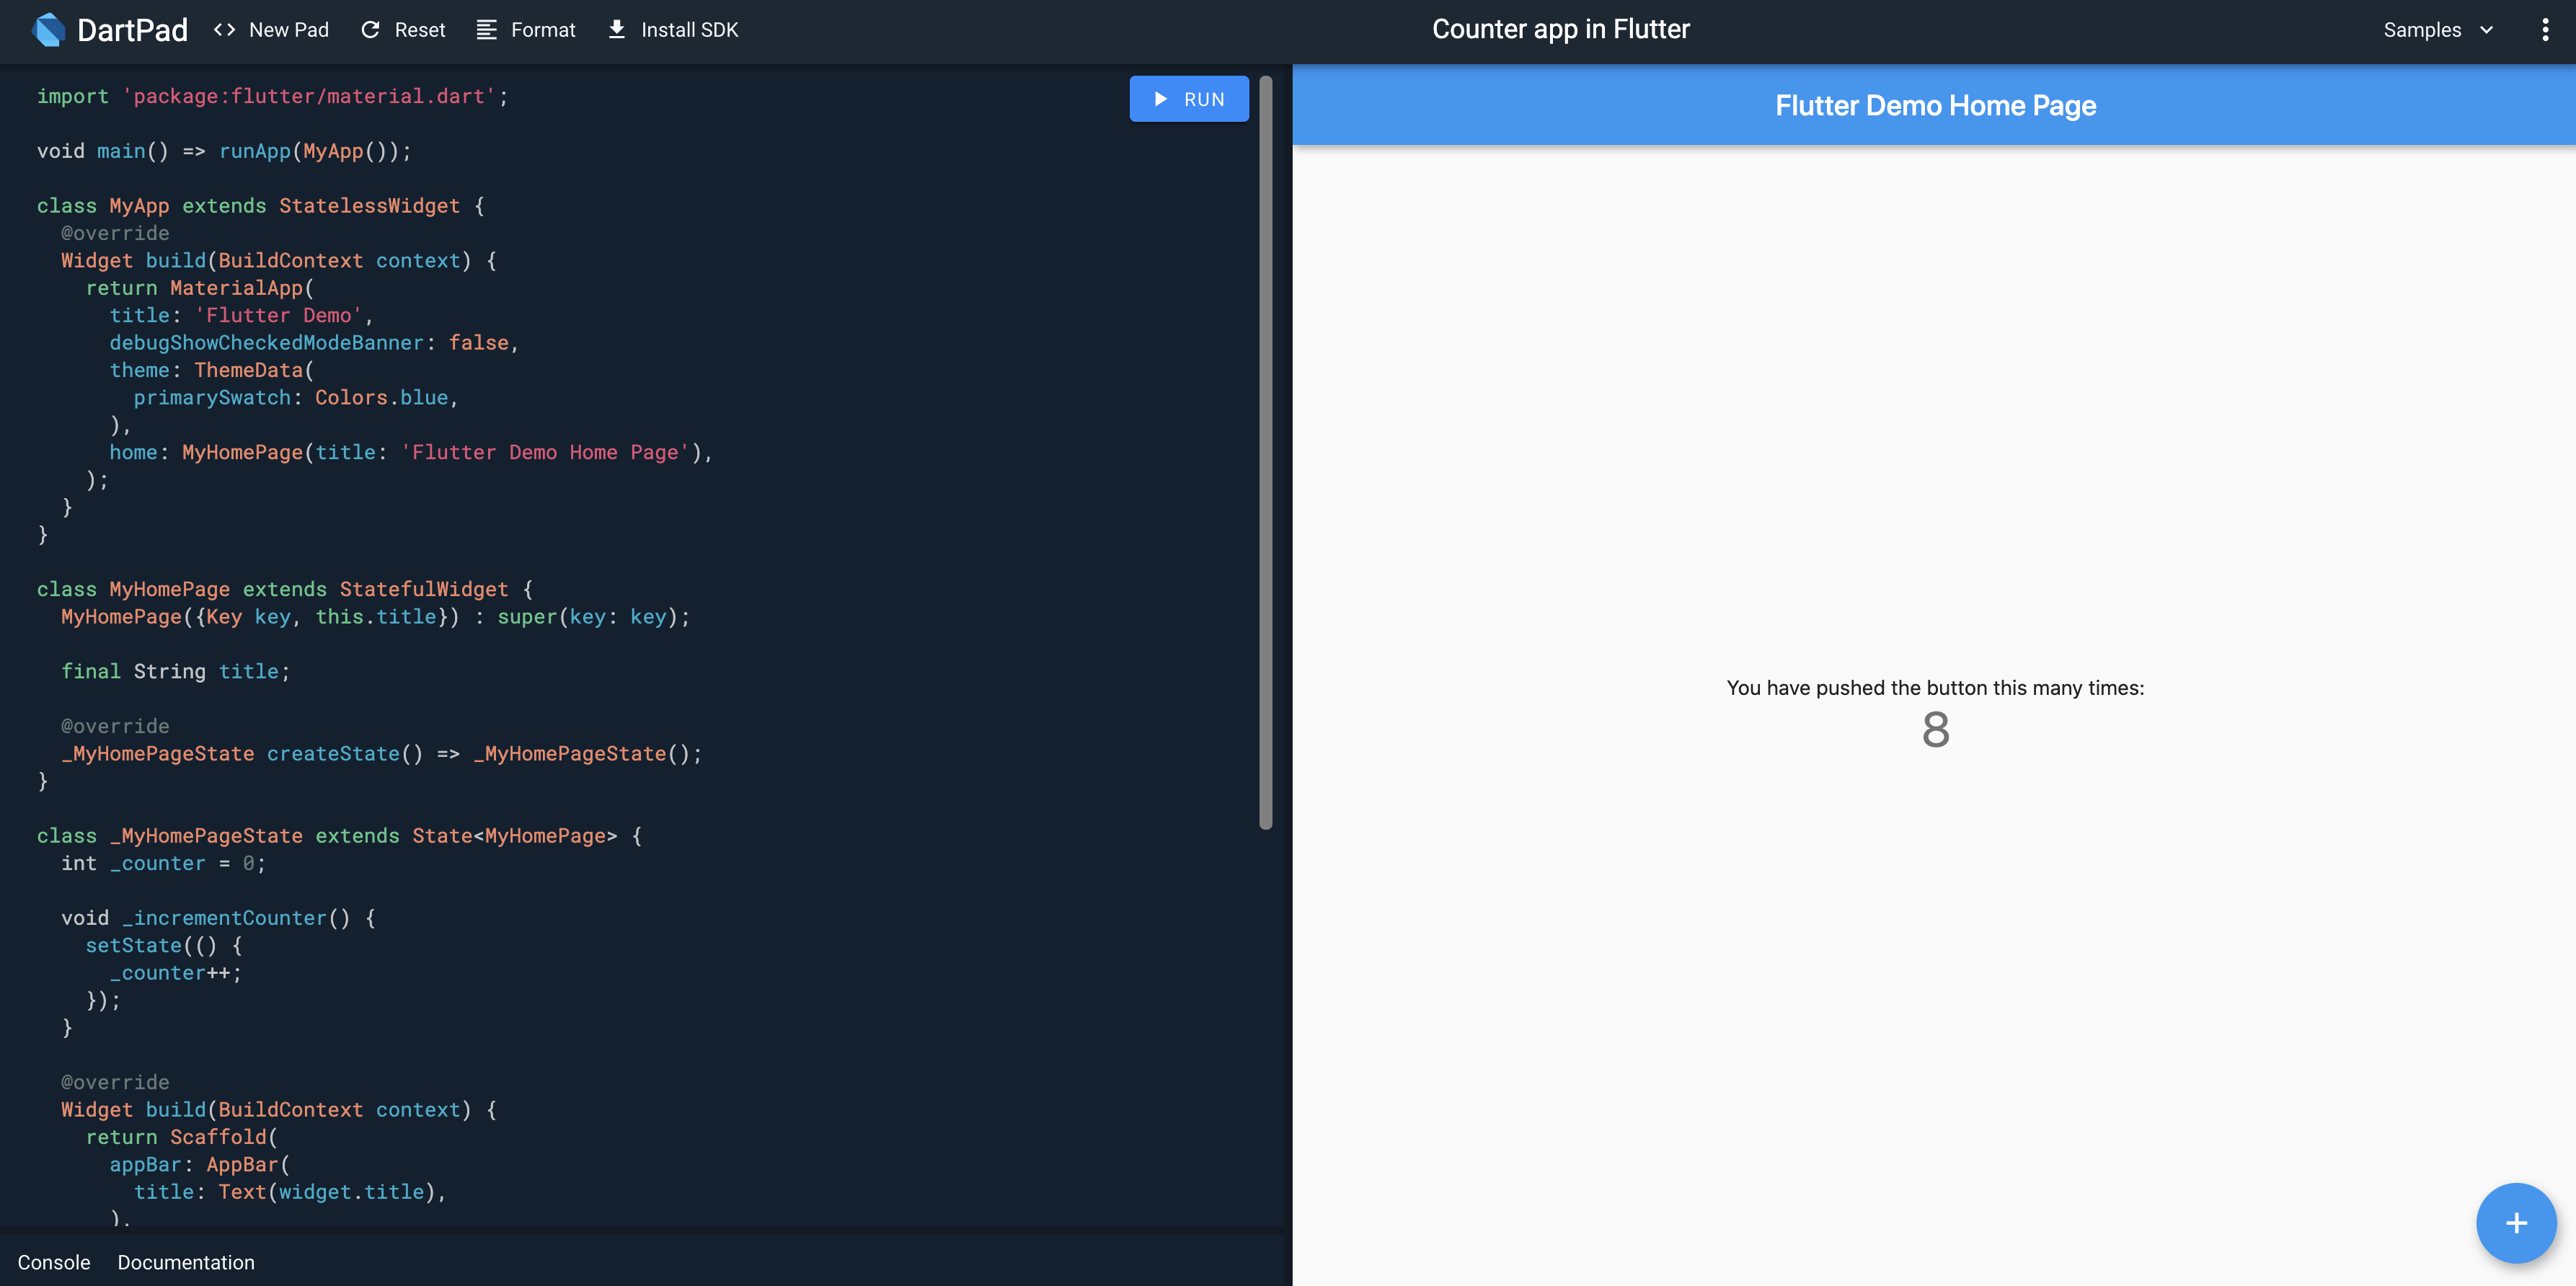 DartPad <> New Pad Reset Format Install SDK Counter app in Flutter Samples
RUN
import 'package:flutter/material.dart';
void main() => runApp(MyApp());
class MyApp extends StatelessWidget {
@override
Widget build(BuildContext context) {
return MaterialApp(
title: 'Flutter Demo',
debugShowCheckedModeBanner: false,
theme: ThemeData(
primarySwatch: Colors.blue,
),
home: MyHomePage(title: 'Flutter Demo Home Page'),
);
}
}
class MyHomePage extends StatefulWidget {
MyHomePage({Key key, this.title}) : super(key: key);
final String title;
@override
_MyHomePageState createState() => _MyHomePageState();
}
class _MyHomePageState extends State<MyHomePage> {
int _counter = 0;
void _incrementCounter() {
setState(() {
_counter++;
});
}
@override
Widget build(BuildContext context) {
return Scaffold(
appBar: AppBar(
title: Text(widget.title),
),
Console Documentation
Flutter Demo Home Page
You have pushed the button this many times:
8
+